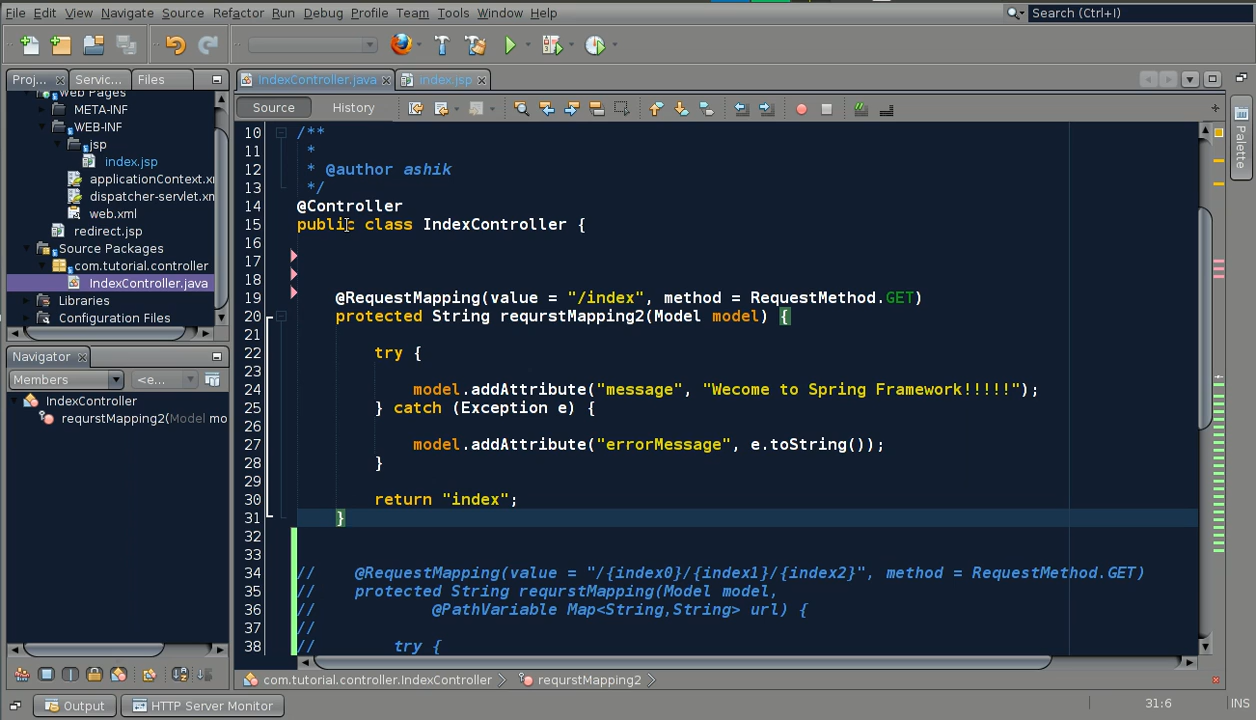 File Edit View Navigate Source Refactor Run Debug Profile Team Tools Window Help
Search (Ctrl+I)
Proj... Servic... Files
IndexController.java index.jsp
Source History
Web Pages
META-INF
WEB-INF
jsp
index.jsp
applicationContext.xm
dispatcher-servlet.xm
web.xml
redirect.jsp
Source Packages
com.tutorial.controller
IndexController.java
Libraries
Configuration Files
Navigator
Members <e...
IndexController
requrstMapping2(Model mo
Palette
10 /**
11 *
12 * @author ashik
13 */
14 @Controller
15 public class IndexController {
16
17
18
19 @RequestMapping(value = "/index", method = RequestMethod.GET)
20 protected String requrstMapping2(Model model) {
21
22 try {
23
24 model.addAttribute("message", "Wecome to Spring Framework!!!!!");
25 } catch (Exception e) {
26
27 model.addAttribute("errorMessage", e.toString());
28 }
29
30 return "index";
31 }
32
33
34 // @RequestMapping(value = "/{index0}/{index1}/{index2}", method = RequestMethod.GET)
35 // protected String requrstMapping(Model model,
36 // @PathVariable Map<String,String> url) {
37 //
38 // try {
com.tutorial.controller.IndexController requrstMapping2
Output HTTP Server Monitor
31:6 INS